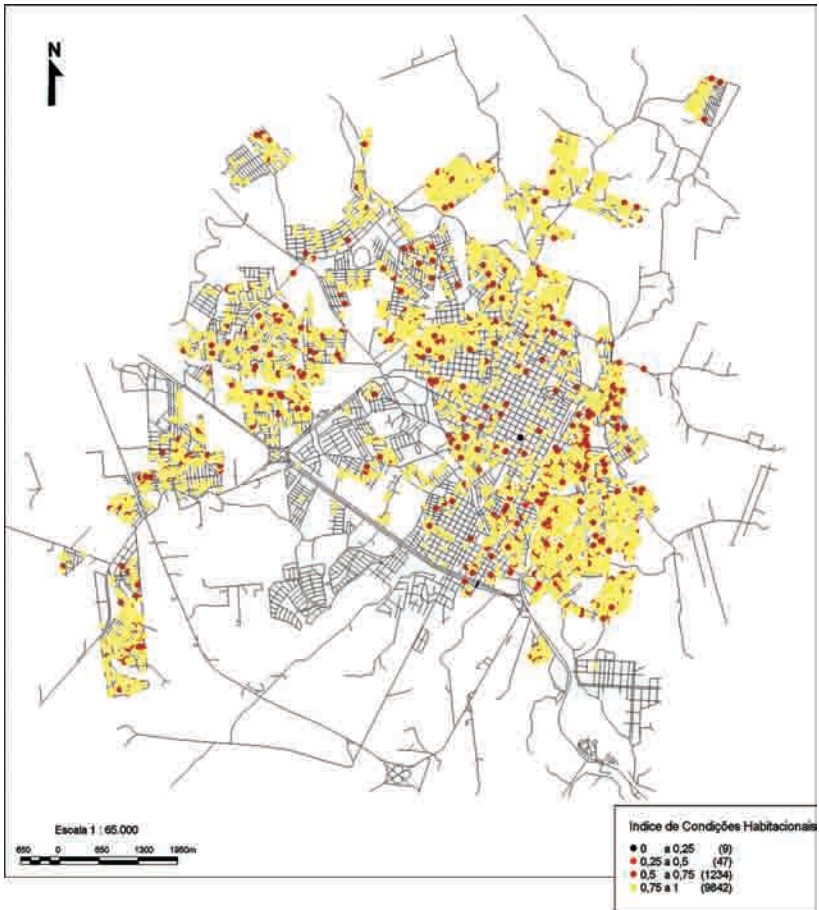 N
Escala 1 : 65.000
650 0 650 1300 1950m
Indice de Condições Habitacionais
0 a 0,25 (9)
0,25 a 0,5 (47)
0,5 a 0,75 (1234)
0,75 a 1 (9842)